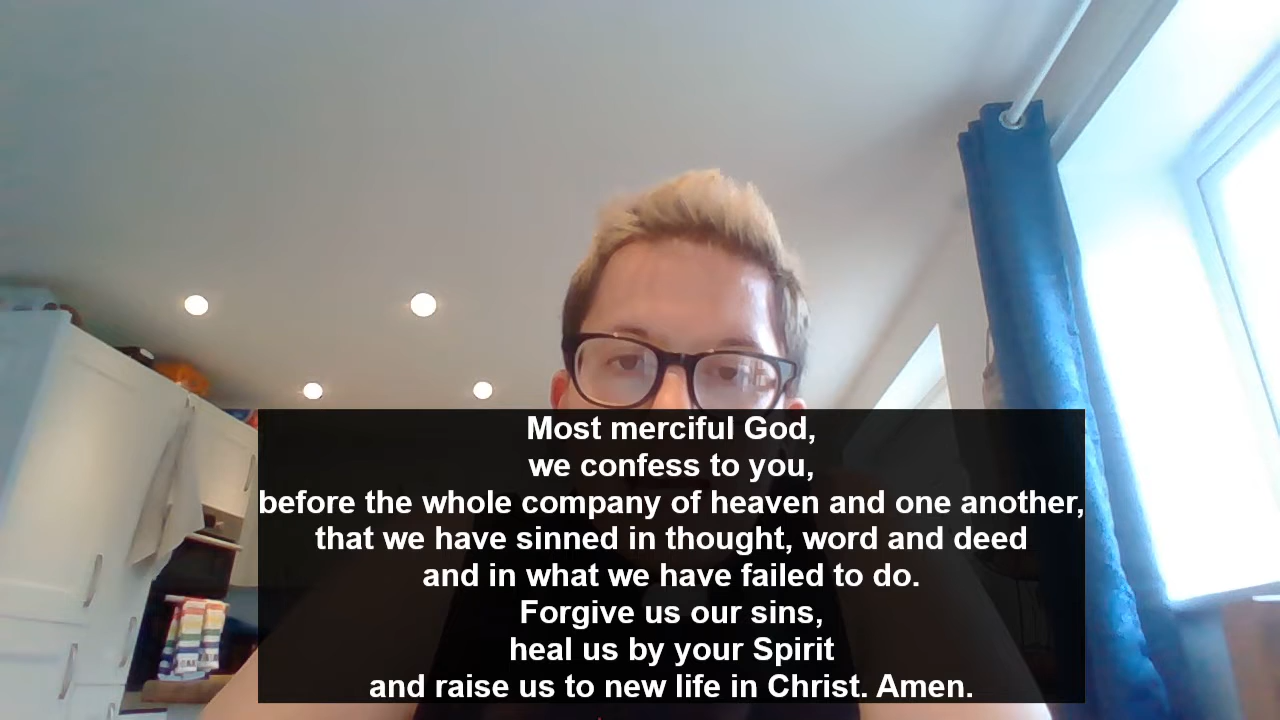 Most merciful God,
we confess to you,
before the whole company of heaven and one another,
that we have sinned in thought, word and deed
and in what we have failed to do.
Forgive us our sins,
heal us by your Spirit
and raise us to new life in Christ. Amen.